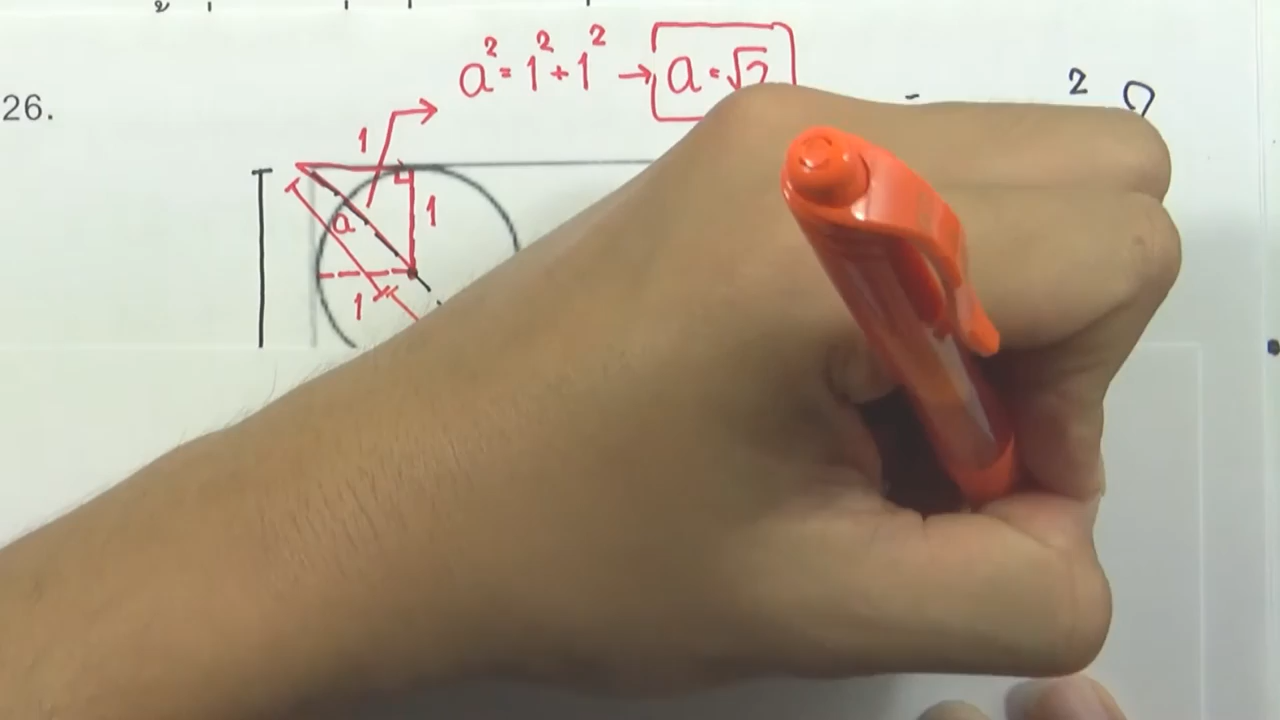 a² = 1² + 1² → a = √2
26.
1
a
1
1
2